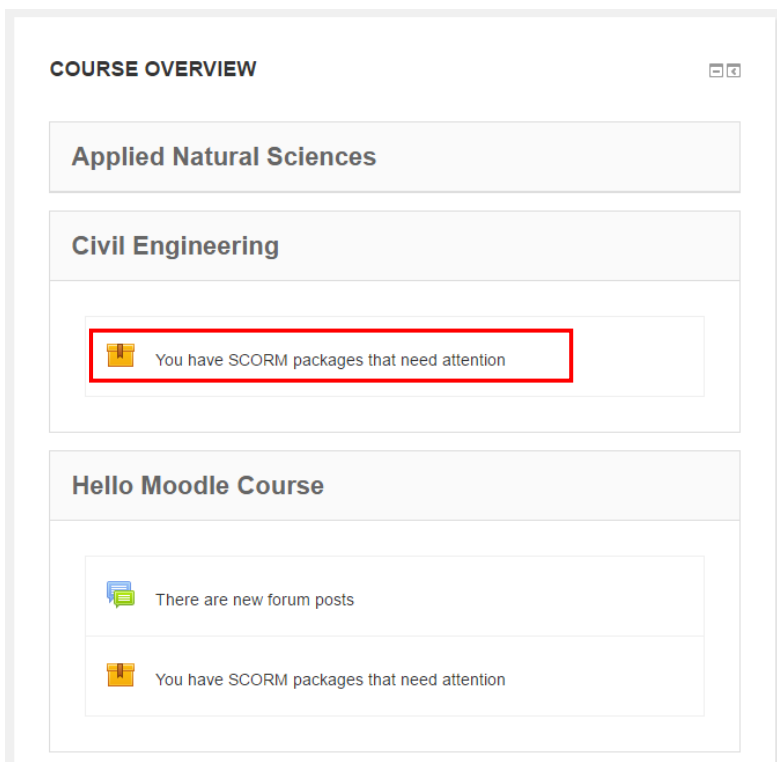 COURSE OVERVIEW
Applied Natural Sciences
Civil Engineering
You have SCORM packages that need attention
Hello Moodle Course
There are new forum posts
You have SCORM packages that need attention